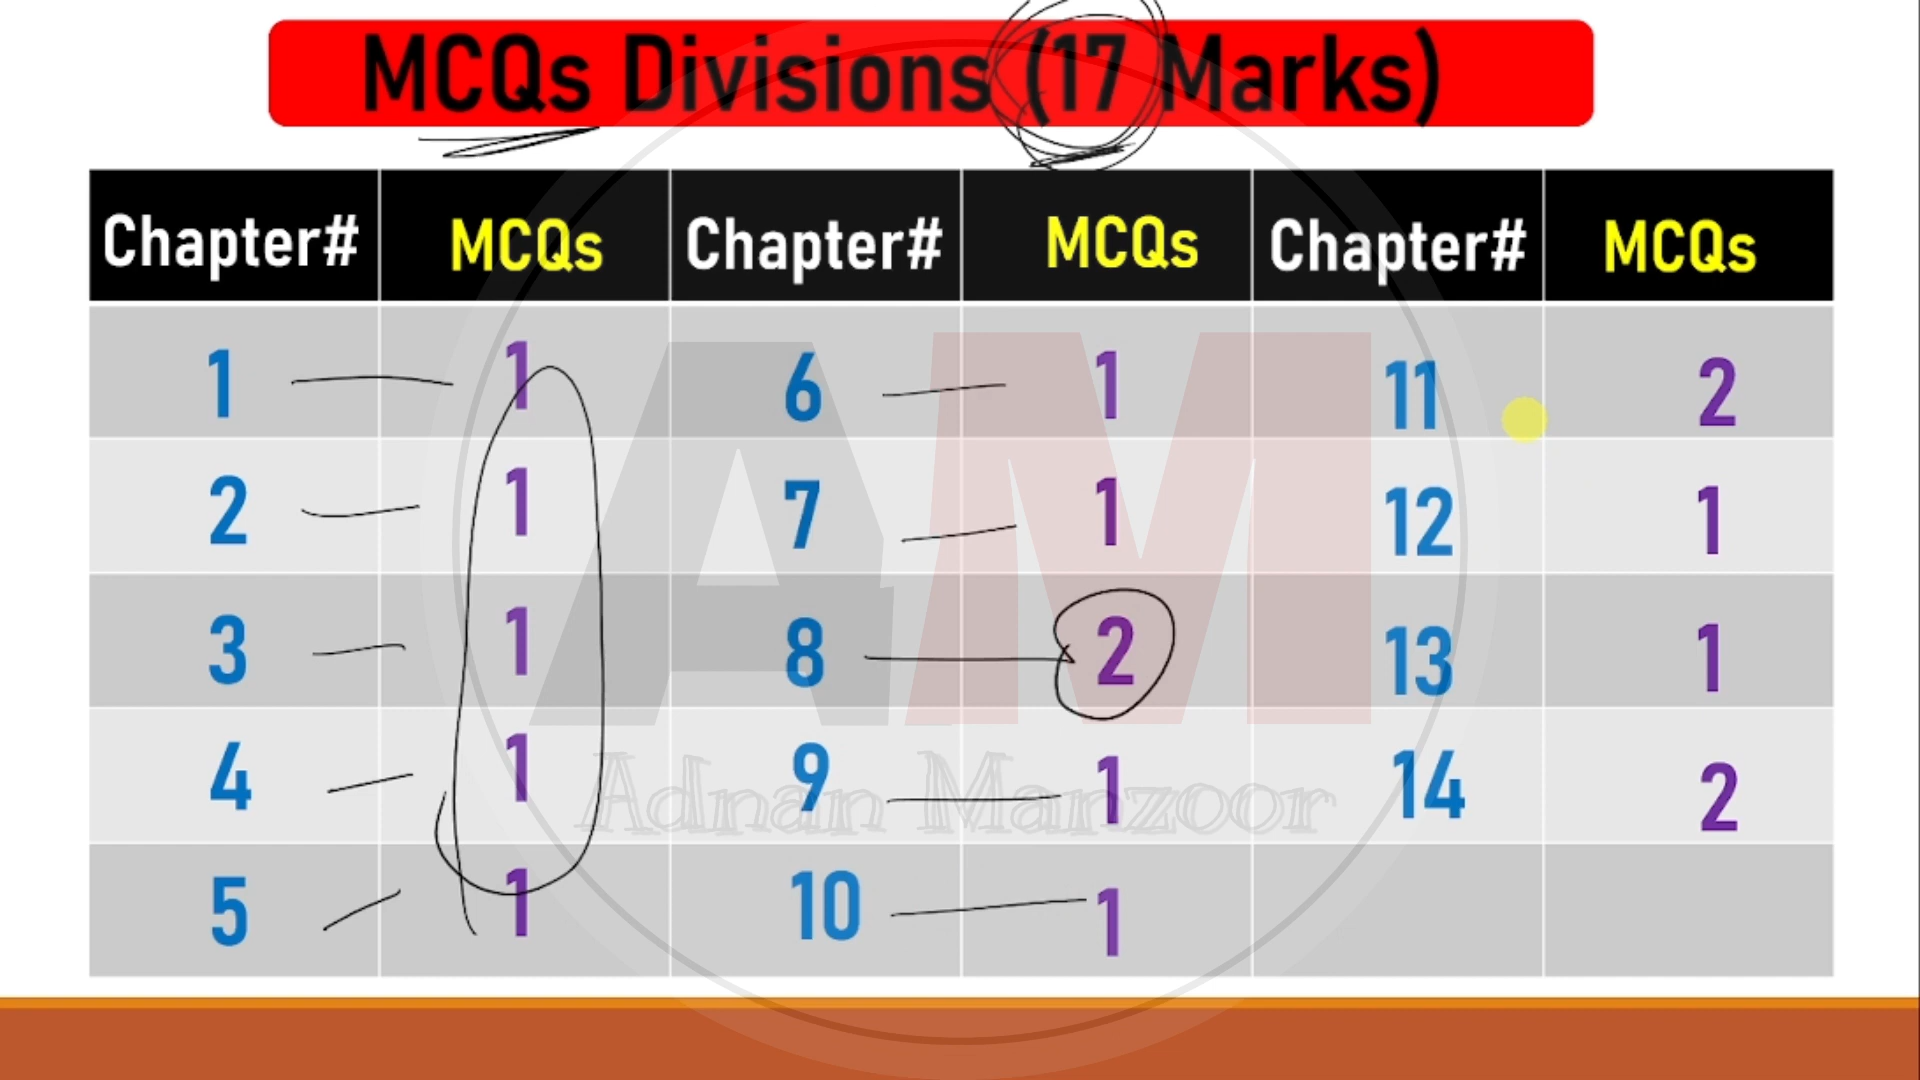 MCQs Divisions (17 Marks)
Chapter# MCQs Chapter# MCQs Chapter# MCQs
1 1 6 1 11 2
2 1 7 1 12 1
3 1 8 2 13 1
4 1 9 1 14 2
5 1 10 1
AM
Adnan Manzoor